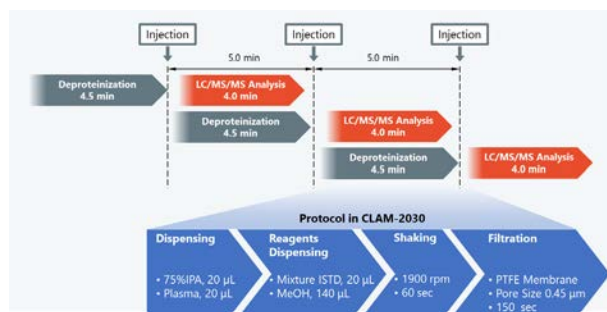 Injection Injection Injection
5.0 min 5.0 min
Deproteinization LC/MS/MS Analysis
4.5 min 4.0 min
Deproteinization LC/MS/MS Analysis
4.5 min 4.0 min
Deproteinization LC/MS/MS Analysis
4.5 min 4.0 min
Protocol in CLAM-2030
Dispensing
• 75%IPA, 20 µL
• Plasma, 20 µL
Reagents
Dispensing
• Mixture ISTD, 20 µL
• MeOH, 140 µL
Shaking
• 1900 rpm
• 60 sec
Filtration
• PTFE Membrane
• Pore Size 0.45 µm
• 150 sec